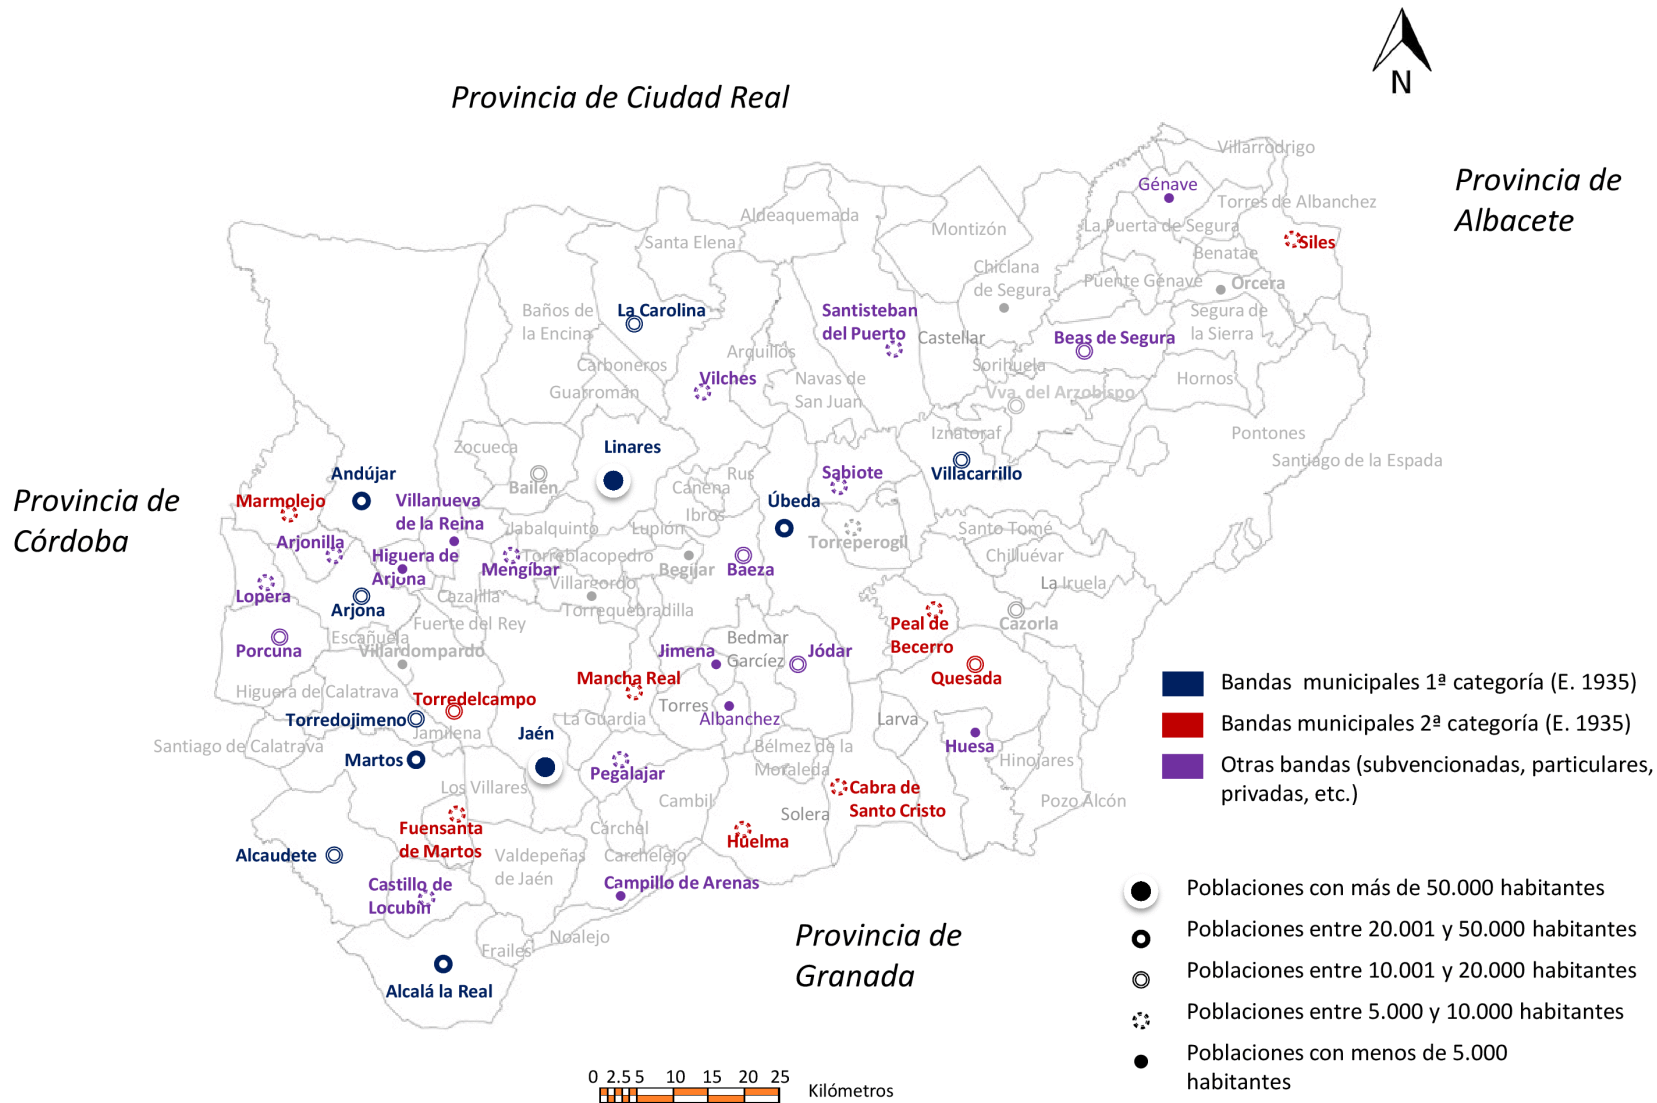 N
Provincia de Ciudad Real
Villarrodrigo
Provincia de
Albacete
Génave
Torres de Albanchez
Aldeaquemada
La Puerta de Segura
Montizón
Santa Elena
Siles
Benatae
Chiclana
de Segura
Puente Génave
Orcera
Baños de
la Encina
La Carolina
Santisteban
del Puerto
Castellar
Beas de Segura
Segura de
la Sierra
Arquillos
Carboneros
Sorihuela
Vilches
Navas de
San Juan
Hornos
Guarromán
Vva. del Arzobispo
Zocueca
Linares
Iznatoraf
Pontones
Santiago de la Espada
Andújar
Rus
Sabiote
Villacarrillo
Bailén
Canena
Provincia de
Córdoba
Marmolejo
Villanueva
de la Reina
Úbeda
Ibros
Jabalquinto
Lupión
Santo Tomé
Arjonilla
Torreperogil
Higuera de
Arjona
Torreblacopedro
Chilluévar
Mengíbar
Begíjar
Baeza
Villargordo
La Iruela
Lopera
Arjona
Cazalilla
Torrequebradilla
Fuerte del Rey
Peal de
Becerro
Cazorla
Escañuela
Bedmar
Garcíez
Porcuna
Villardompardo
Jimena
Jódar
Mancha Real
Quesada
Higuera de Calatrava
Torredelcampo
Torres
Torredojimeno
La Guardia
Albanchez
Larva
Jamilena
Jaén
Santiago de Calatrava
Bélmez de la
Moraleda
Huesa
Martos
Hinojares
Pegalajar
Los Villares
Cabra de
Santo Cristo
Cambil
Pozo Alcón
Solera
Fuensanta
de Martos
Cárchel
Huelma
Alcaudete
Valdepeñas
de Jaén
Carchelejo
Castillo de
Locubín
Campillo de Arenas
Noalejo
Frailes
Provincia de
Granada
Alcalá la Real
Bandas municipales 1ª categoría (E. 1935)
Bandas municipales 2ª categoría (E. 1935)
Otras bandas (subvencionadas, particulares,
privadas, etc.)
Poblaciones con más de 50.000 habitantes
Poblaciones entre 20.001 y 50.000 habitantes
Poblaciones entre 10.001 y 20.000 habitantes
Poblaciones entre 5.000 y 10.000 habitantes
Poblaciones con menos de 5.000
habitantes
0 2.5 5 10 15 20 25
Kilómetros